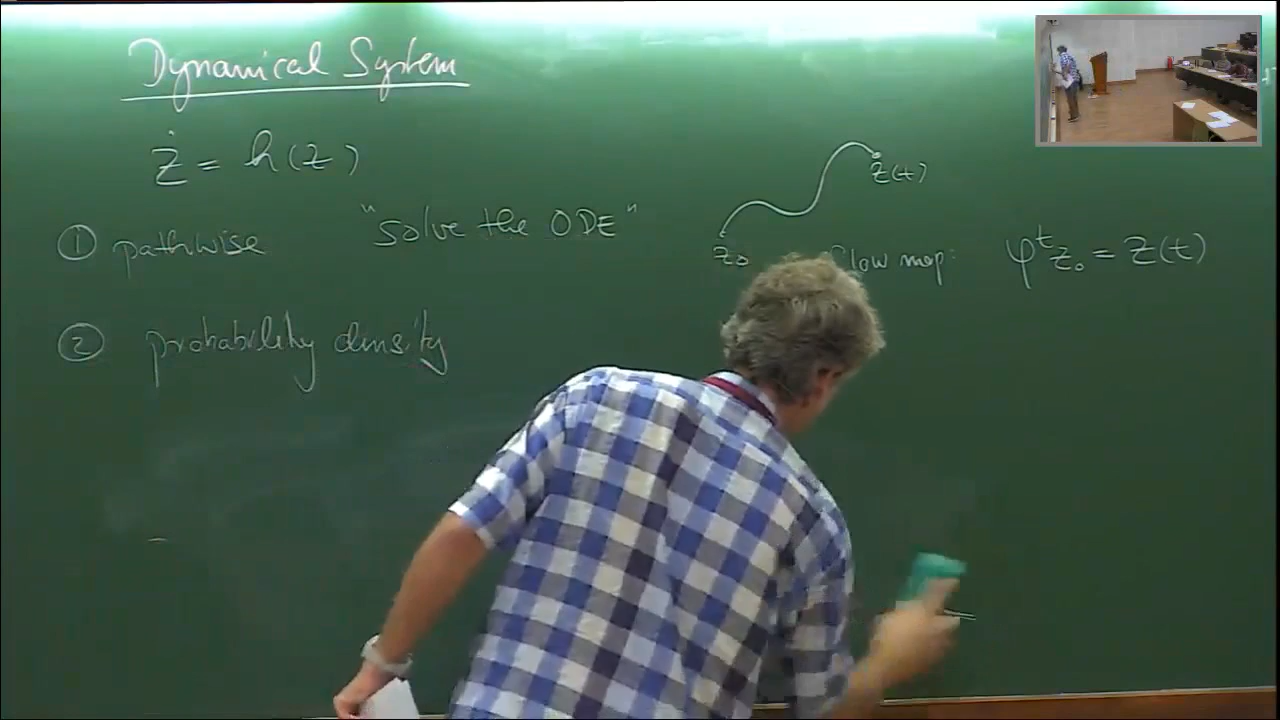 Dynamical System
ż = h(z)
① pathwise "solve the ODE"
z(t)
z₀
flow map: φᵗz₀ = z(t)
② probability density